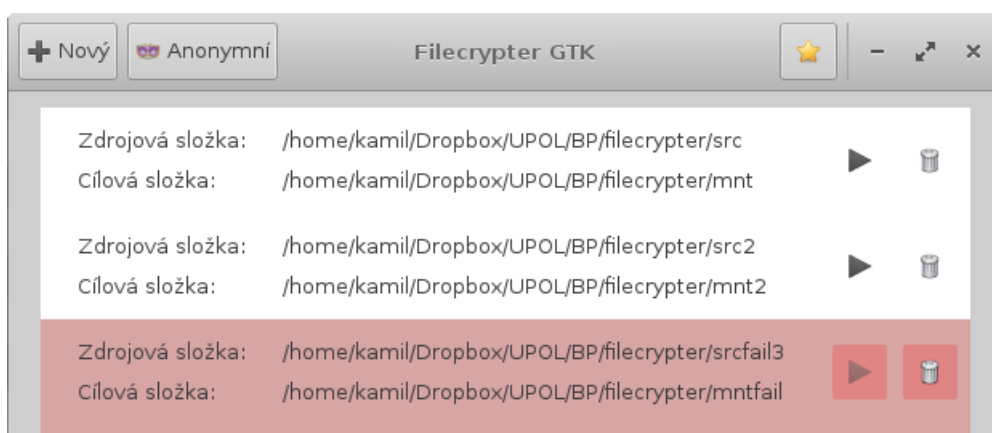 Nový Anonymní Filecrypter GTK
Zdrojová složka: /home/kamil/Dropbox/UPOL/BP/filecrypter/src
Cílová složka: /home/kamil/Dropbox/UPOL/BP/filecrypter/mnt
Zdrojová složka: /home/kamil/Dropbox/UPOL/BP/filecrypter/src2
Cílová složka: /home/kamil/Dropbox/UPOL/BP/filecrypter/mnt2
Zdrojová složka: /home/kamil/Dropbox/UPOL/BP/filecrypter/srcfail3
Cílová složka: /home/kamil/Dropbox/UPOL/BP/filecrypter/mntfail